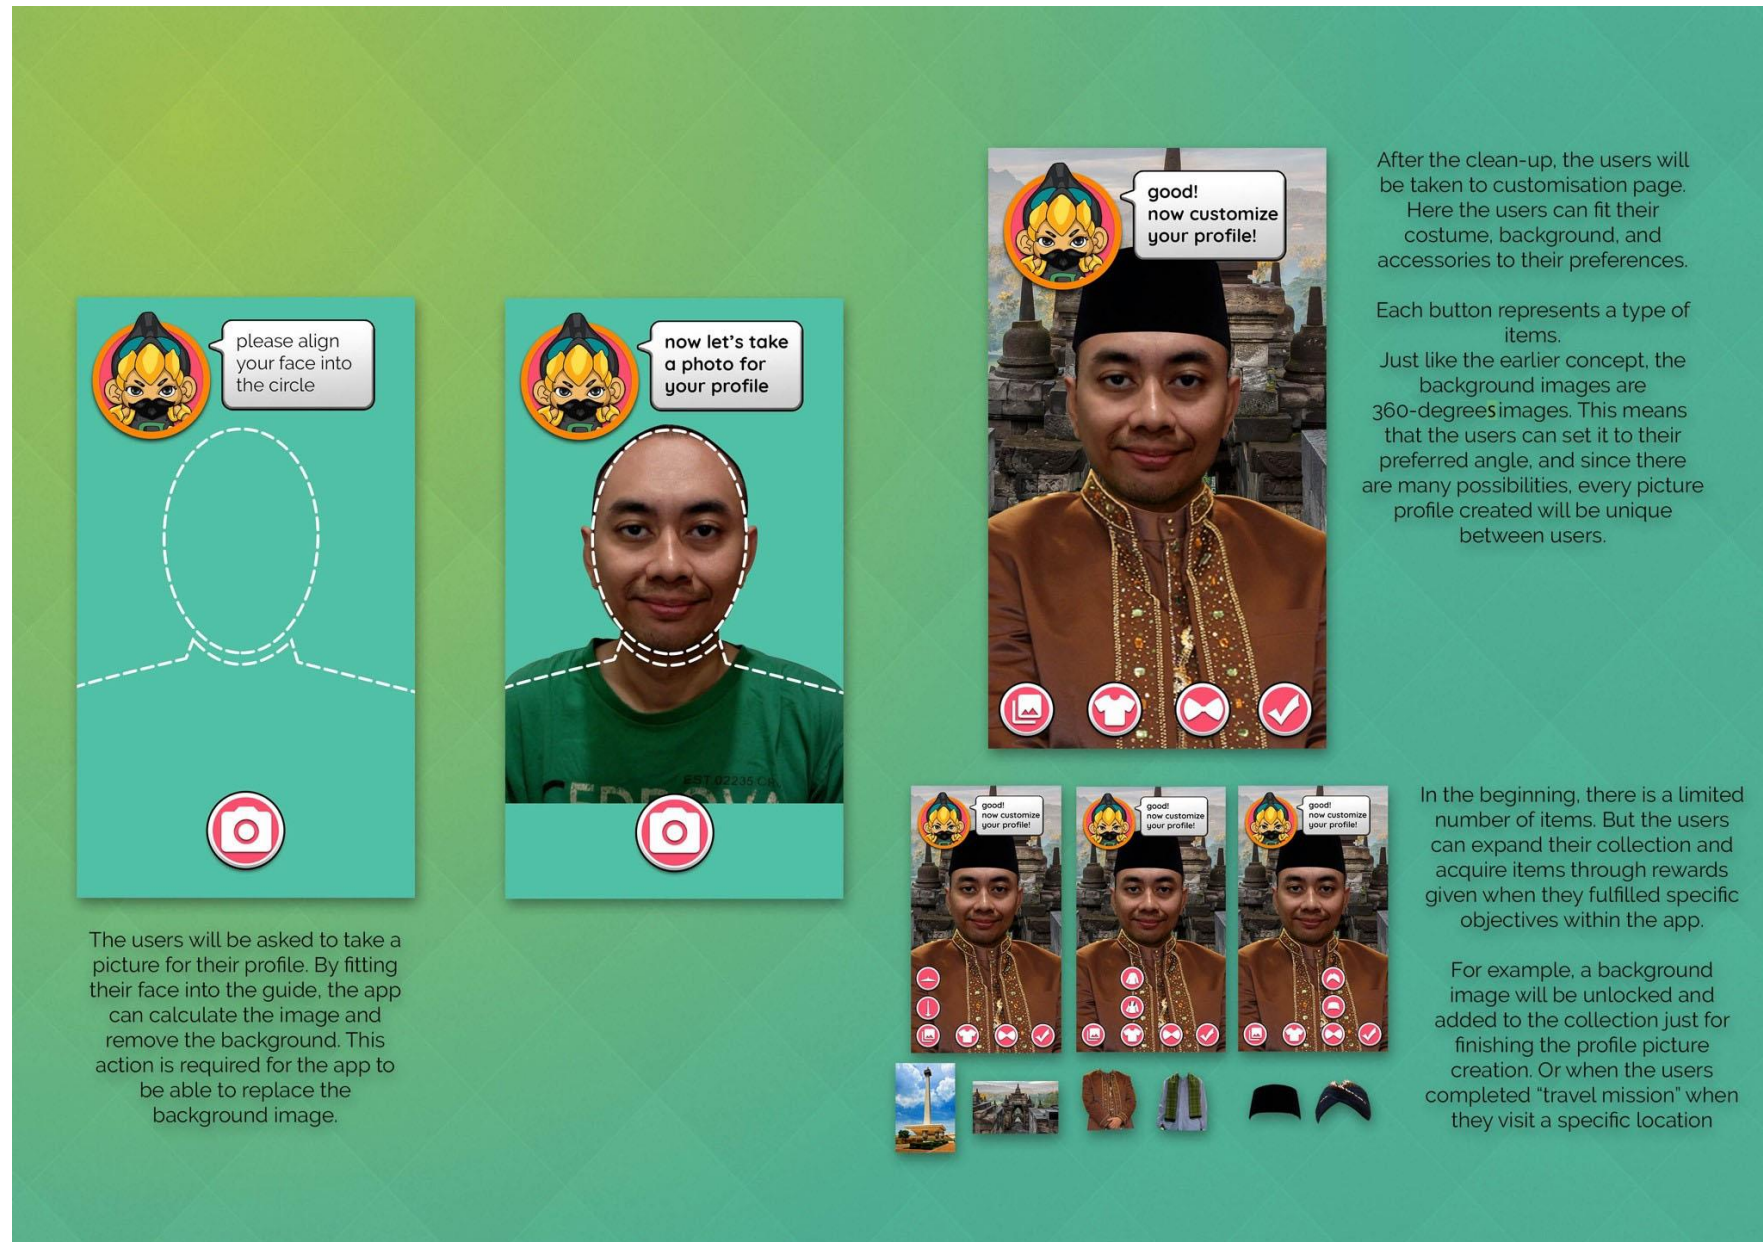 please align
your face into
the circle
The users will be asked to take a
picture for their profile. By fitting
their face into the guide, the app
can calculate the image and
remove the background. This
action is required for the app to
be able to replace the
background image.
now let's take
a photo for
your profile
EST 02235 CR
good!
now customize
your profile!
After the clean-up, the users will
be taken to customisation page.
Here the users can fit their
costume, background, and
accessories to their preferences.
Each button represents a type of
items.
Just like the earlier concept, the
background images are
360-degrees images. This means
that the users can set it to their
preferred angle, and since there
are many possibilities, every picture
profile created will be unique
between users.
good!
now customize
your profile!
good!
now customize
your profile!
good!
now customize
your profile!
In the beginning, there is a limited
number of items. But the users
can expand their collection and
acquire items through rewards
given when they fulfilled specific
objectives within the app.
For example, a background
image will be unlocked and
added to the collection just for
finishing the profile picture
creation. Or when the users
completed “travel mission” when
they visit a specific location